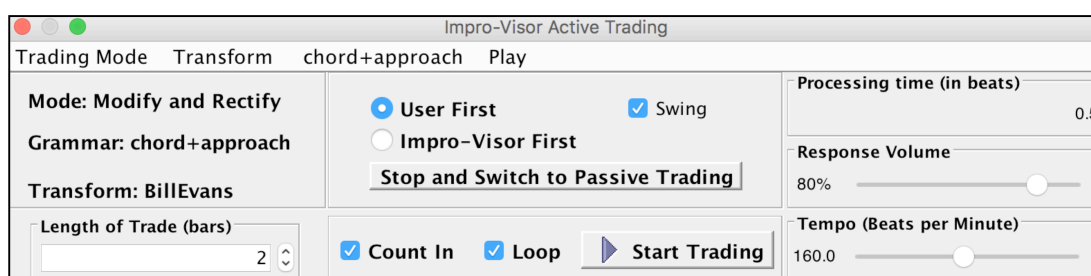 Impro-Visor Active Trading
Trading Mode Transform chord+approach Play
Mode: Modify and Rectify
Grammar: chord+approach
Transform: BillEvans
Length of Trade (bars)
2
User First
Swing
Impro-Visor First
Stop and Switch to Passive Trading
Count In
Loop
Start Trading
Processing time (in beats)
Response Volume
80%
Tempo (Beats per Minute)
160.0